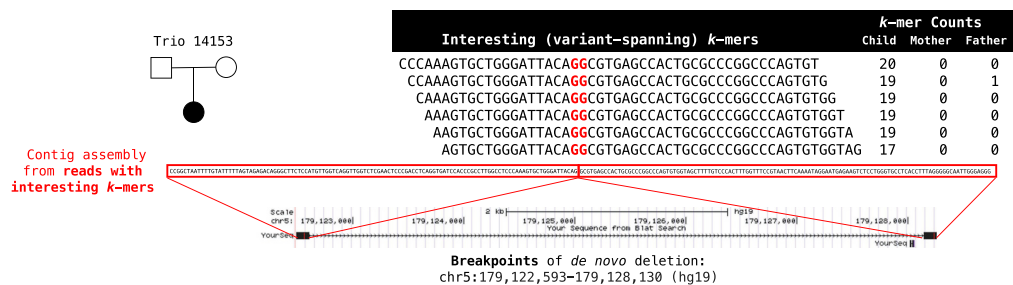 Trio 14153
k-mer Counts
Interesting (variant-spanning) k-mers Child Mother Father
CCCAAAGTGCTGGGATTACAGGCGTGAGCCACTGCGCCCGGCCCAGTGT 20 0 0
CCAAAGTGCTGGGATTACAGGCGTGAGCCACTGCGCCCGGCCCAGTGTG 19 0 1
CAAAGTGCTGGGATTACAGGCGTGAGCCACTGCGCCCGGCCCAGTGTGG 19 0 0
AAAGTGCTGGGATTACAGGCGTGAGCCACTGCGCCCGGCCCAGTGTGGT 19 0 0
AAGTGCTGGGATTACAGGCGTGAGCCACTGCGCCCGGCCCAGTGTGGTA 19 0 0
AGTGCTGGGATTACAGGCGTGAGCCACTGCGCCCGGCCCAGTGTGGTAG 17 0 0
Contig assembly
from reads with
interesting k-mers
CCGGCTAATTTTTGTATTTTTAGTAGAGACAGGGCTTCTCCATGTTGGTCAGGTTGGTCTCGAACTCCCGACCTCAGGTGATCCACCCGCCTTGGCCTCCCAAAGTGCTGGGATTACAG GCGTGAGCCACTGCGCCCGGCCCAGTGTGGTAGCTTTTGTCCCACTTTGGTTTCCGTAACTTCAAAATAGGAATGAGAAGTCTCCTGGGTGCCTCACCTTTAGGGGGCAATTGGGAGGG
Scale 2 kb hg19
chr5: 179,123,000 179,124,000 179,125,000 179,126,000 179,127,000 179,128,000
Your Sequence from Blat Search
YourSeq
YourSeq
Breakpoints of de novo deletion:
chr5:179,122,593-179,128,130 (hg19)